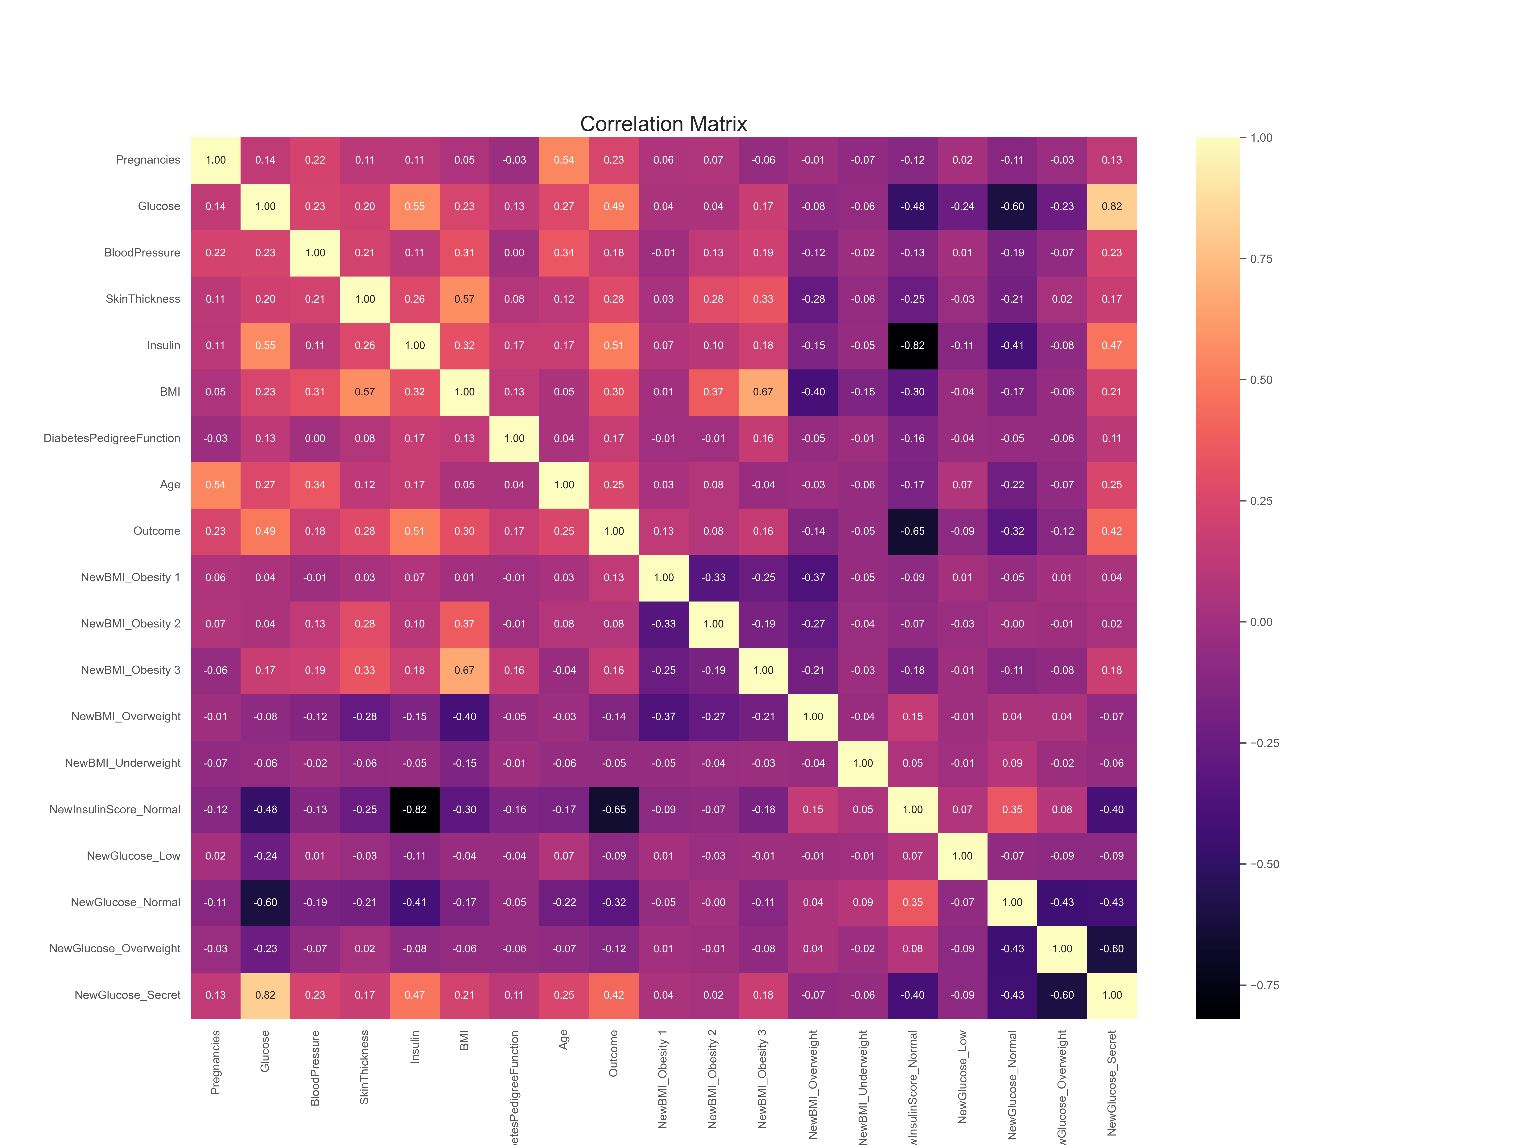 Correlation Matrix
Pregnancies 1.00 0.14 0.22 0.11 0.11 0.05 -0.03 0.54 0.23 0.06 0.07 -0.06 -0.01 -0.07 -0.12 0.02 -0.11 -0.03 0.13
Glucose 0.14 1.00 0.23 0.20 0.55 0.23 0.13 0.27 0.49 0.04 0.04 0.17 -0.08 -0.06 -0.48 -0.24 -0.60 -0.23 0.82
BloodPressure 0.22 0.23 1.00 0.21 0.11 0.31 0.00 0.34 0.18 -0.01 0.13 0.19 -0.12 -0.02 -0.13 0.01 -0.19 -0.07 0.23
SkinThickness 0.11 0.20 0.21 1.00 0.26 0.57 0.08 0.12 0.28 0.03 0.28 0.33 -0.28 -0.06 -0.25 -0.03 -0.21 0.02 0.17
Insulin 0.11 0.55 0.11 0.26 1.00 0.32 0.17 0.17 0.51 0.07 0.10 0.18 -0.15 -0.05 -0.82 -0.11 -0.41 -0.08 0.47
BMI 0.05 0.23 0.31 0.57 0.32 1.00 0.13 0.05 0.30 0.01 0.37 0.67 -0.40 -0.15 -0.30 -0.04 -0.17 -0.06 0.21
DiabetesPedigreeFunction -0.03 0.13 0.00 0.08 0.17 0.13 1.00 0.04 0.17 -0.01 -0.01 0.16 -0.05 -0.01 -0.16 -0.04 -0.05 -0.06 0.11
Age 0.54 0.27 0.34 0.12 0.17 0.05 0.04 1.00 0.25 0.03 0.08 -0.04 -0.03 -0.06 -0.17 0.07 -0.22 -0.07 0.25
Outcome 0.23 0.49 0.18 0.28 0.51 0.30 0.17 0.25 1.00 0.13 0.08 0.16 -0.14 -0.05 -0.65 -0.09 -0.32 -0.12 0.42
NewBMI_Obesity 1 0.06 0.04 -0.01 0.03 0.07 0.01 -0.01 0.03 0.13 1.00 -0.33 -0.25 -0.37 -0.05 -0.09 0.01 -0.05 0.01 0.04
NewBMI_Obesity 2 0.07 0.04 0.13 0.28 0.10 0.37 -0.01 0.08 0.08 -0.33 1.00 -0.19 -0.27 -0.04 -0.07 -0.03 -0.00 -0.01 0.02
NewBMI_Obesity 3 -0.06 0.17 0.19 0.33 0.18 0.67 0.16 -0.04 0.16 -0.25 -0.19 1.00 -0.21 -0.03 -0.18 -0.01 -0.11 -0.08 0.18
NewBMI_Overweight -0.01 -0.08 -0.12 -0.28 -0.15 -0.40 -0.05 -0.03 -0.14 -0.37 -0.27 -0.21 1.00 -0.04 0.15 -0.01 0.04 0.04 -0.07
NewBMI_Underweight -0.07 -0.06 -0.02 -0.06 -0.05 -0.15 -0.01 -0.06 -0.05 -0.05 -0.04 -0.03 -0.04 1.00 0.05 -0.01 0.09 -0.02 -0.06
NewInsulinScore_Normal -0.12 -0.48 -0.13 -0.25 -0.82 -0.30 -0.16 -0.17 -0.65 -0.09 -0.07 -0.18 0.15 0.05 1.00 0.07 0.35 0.08 -0.40
NewGlucose_Low 0.02 -0.24 0.01 -0.03 -0.11 -0.04 -0.04 0.07 -0.09 0.01 -0.03 -0.01 -0.01 -0.01 0.07 1.00 -0.07 -0.09 -0.09
NewGlucose_Normal -0.11 -0.60 -0.19 -0.21 -0.41 -0.17 -0.05 -0.22 -0.32 -0.05 -0.00 -0.11 0.04 0.09 0.35 -0.07 1.00 -0.43 -0.43
NewGlucose_Overweight -0.03 -0.23 -0.07 0.02 -0.08 -0.06 -0.06 -0.07 -0.12 0.01 -0.01 -0.08 0.04 -0.02 0.08 -0.09 -0.43 1.00 -0.60
NewGlucose_Secret 0.13 0.82 0.23 0.17 0.47 0.21 0.11 0.25 0.42 0.04 0.02 0.18 -0.07 -0.06 -0.40 -0.09 -0.43 -0.60 1.00
Pregnancies
Glucose
BloodPressure
SkinThickness
Insulin
BMI
etesPedigreeFunction
Age
Outcome
NewBMI_Obesity 1
NewBMI_Obesity 2
NewBMI_Obesity 3
NewBMI_Overweight
NewBMI_Underweight
wInsulinScore_Normal
NewGlucose_Low
NewGlucose_Normal
wGlucose_Overweight
NewGlucose_Secret
1.00
0.75
0.50
0.25
0.00
−0.25
−0.50
−0.75